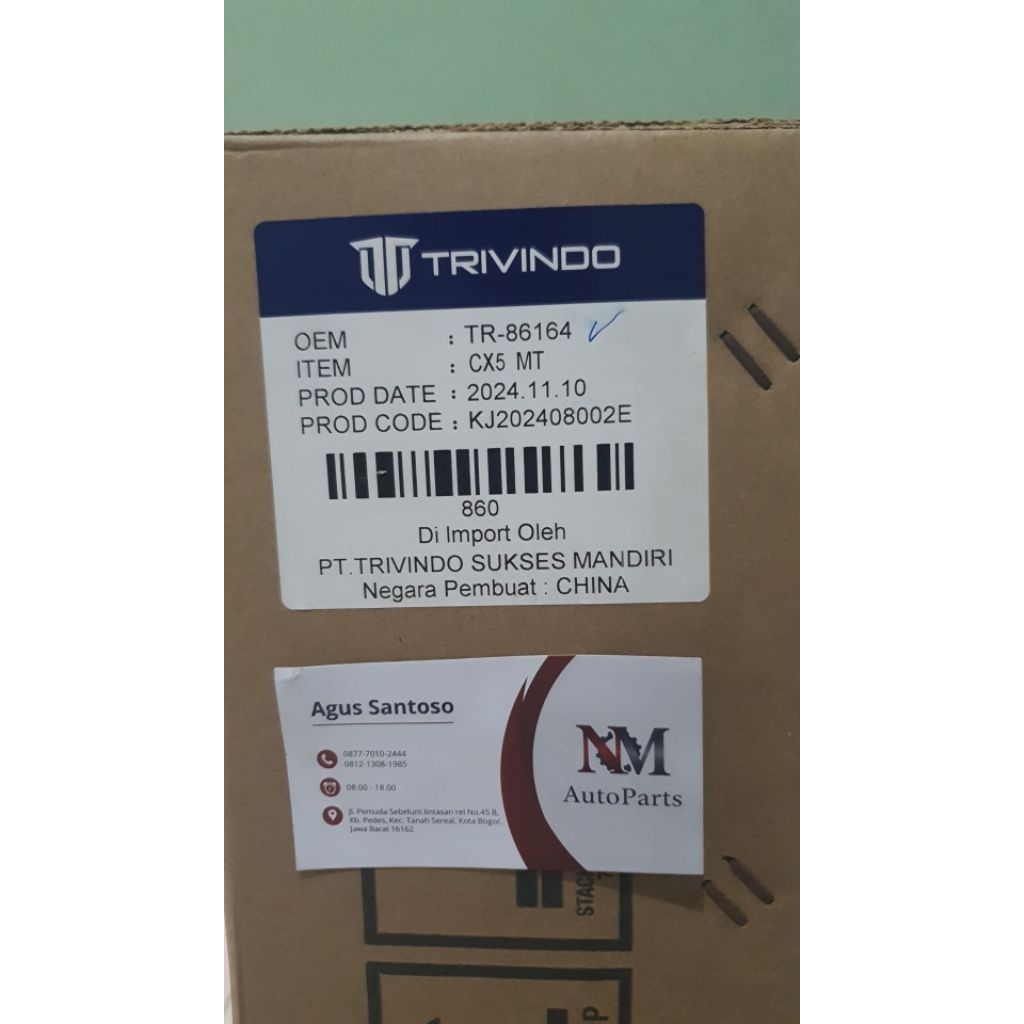 TRIVINDO
OEM : TR-86164
ITEM : CX5 MT
PROD DATE : 2024.11.10
PROD CODE : KJ202408002E
860
Di Import Oleh
PT.TRIVINDO SUKSES MANDIRI
Negara Pembuat : CHINA
Agus Santoso
0877-7010-2444
0812-1308-1985
08.00 - 18.00
Jl. Pemuda Sebelum lintasan rel No.45 B,
Kb. Pedes, Kec. Tanah Sereal, Kota Bogor,
Jawa Barat 16162
NM
AutoParts
STAC
P